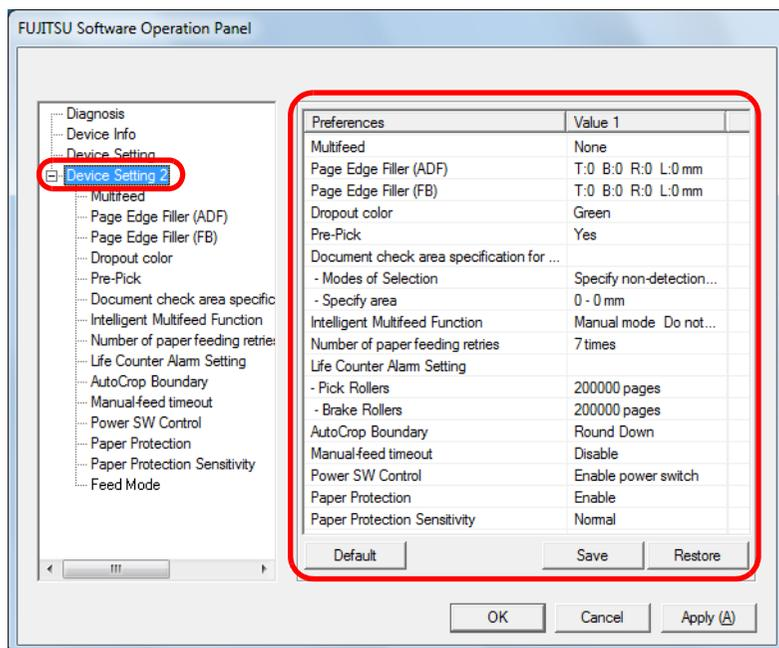 FUJITSU Software Operation Panel
Diagnosis
Device Info
Device Setting
Device Setting 2
Multifeed
Page Edge Filler (ADF)
Page Edge Filler (FB)
Dropout color
Pre-Pick
Document check area specific
Intelligent Multifeed Function
Number of paper feeding retries
Life Counter Alarm Setting
AutoCrop Boundary
Manual-feed timeout
Power SW Control
Paper Protection
Paper Protection Sensitivity
Feed Mode
Preferences Value 1
Multifeed None
Page Edge Filler (ADF) T:0 B:0 R:0 L:0 mm
Page Edge Filler (FB) T:0 B:0 R:0 L:0 mm
Dropout color Green
Pre-Pick Yes
Document check area specification for ...
- Modes of Selection Specify non-detection...
- Specify area 0 - 0 mm
Intelligent Multifeed Function Manual mode Do not...
Number of paper feeding retries 7 times
Life Counter Alarm Setting
- Pick Rollers 200000 pages
- Brake Rollers 200000 pages
AutoCrop Boundary Round Down
Manual-feed timeout Disable
Power SW Control Enable power switch
Paper Protection Enable
Paper Protection Sensitivity Normal
Default Save Restore
OK Cancel Apply (A)